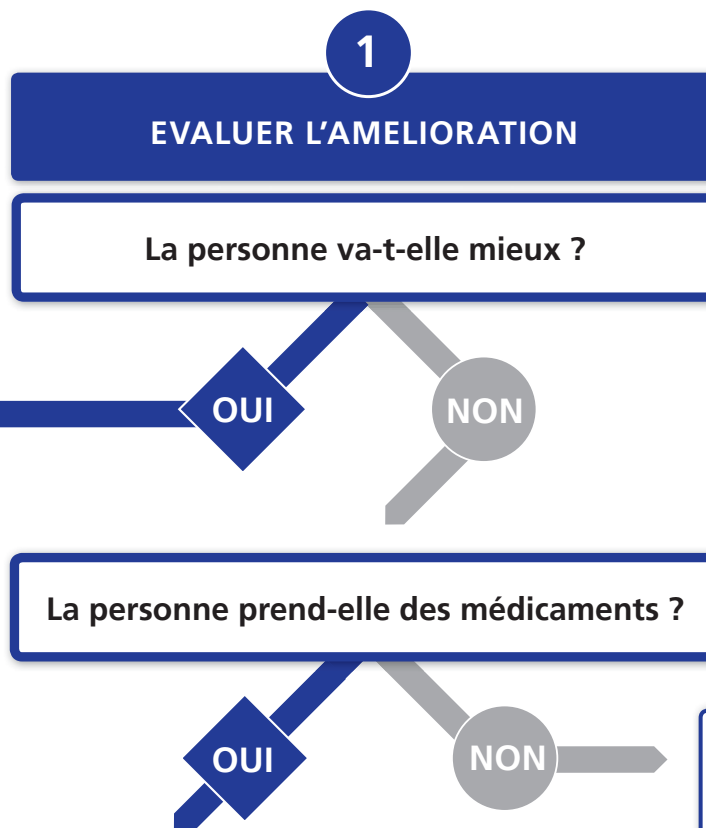 1
EVALUER L’AMELIORATION
La personne va-t-elle mieux ?
OUI
NON
La personne prend-elle des médicaments ?
OUI
NON